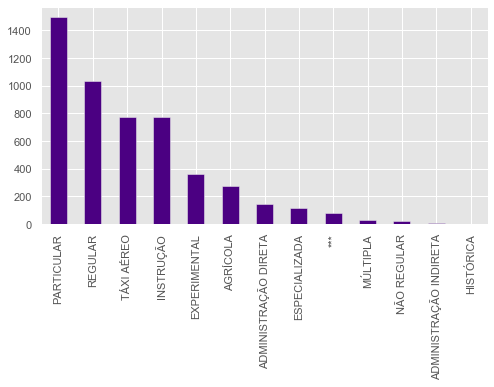 1400
1200
1000
800
600
400
200
0
PARTICULAR
REGULAR
TÁXI AÉREO
INSTRUÇÃO
EXPERIMENTAL
AGRÍCOLA
ADMINISTRAÇÃO DIRETA
ESPECIALIZADA
***
MÚLTIPLA
NÃO REGULAR
ADMINISTRAÇÃO INDIRETA
HISTÓRICA